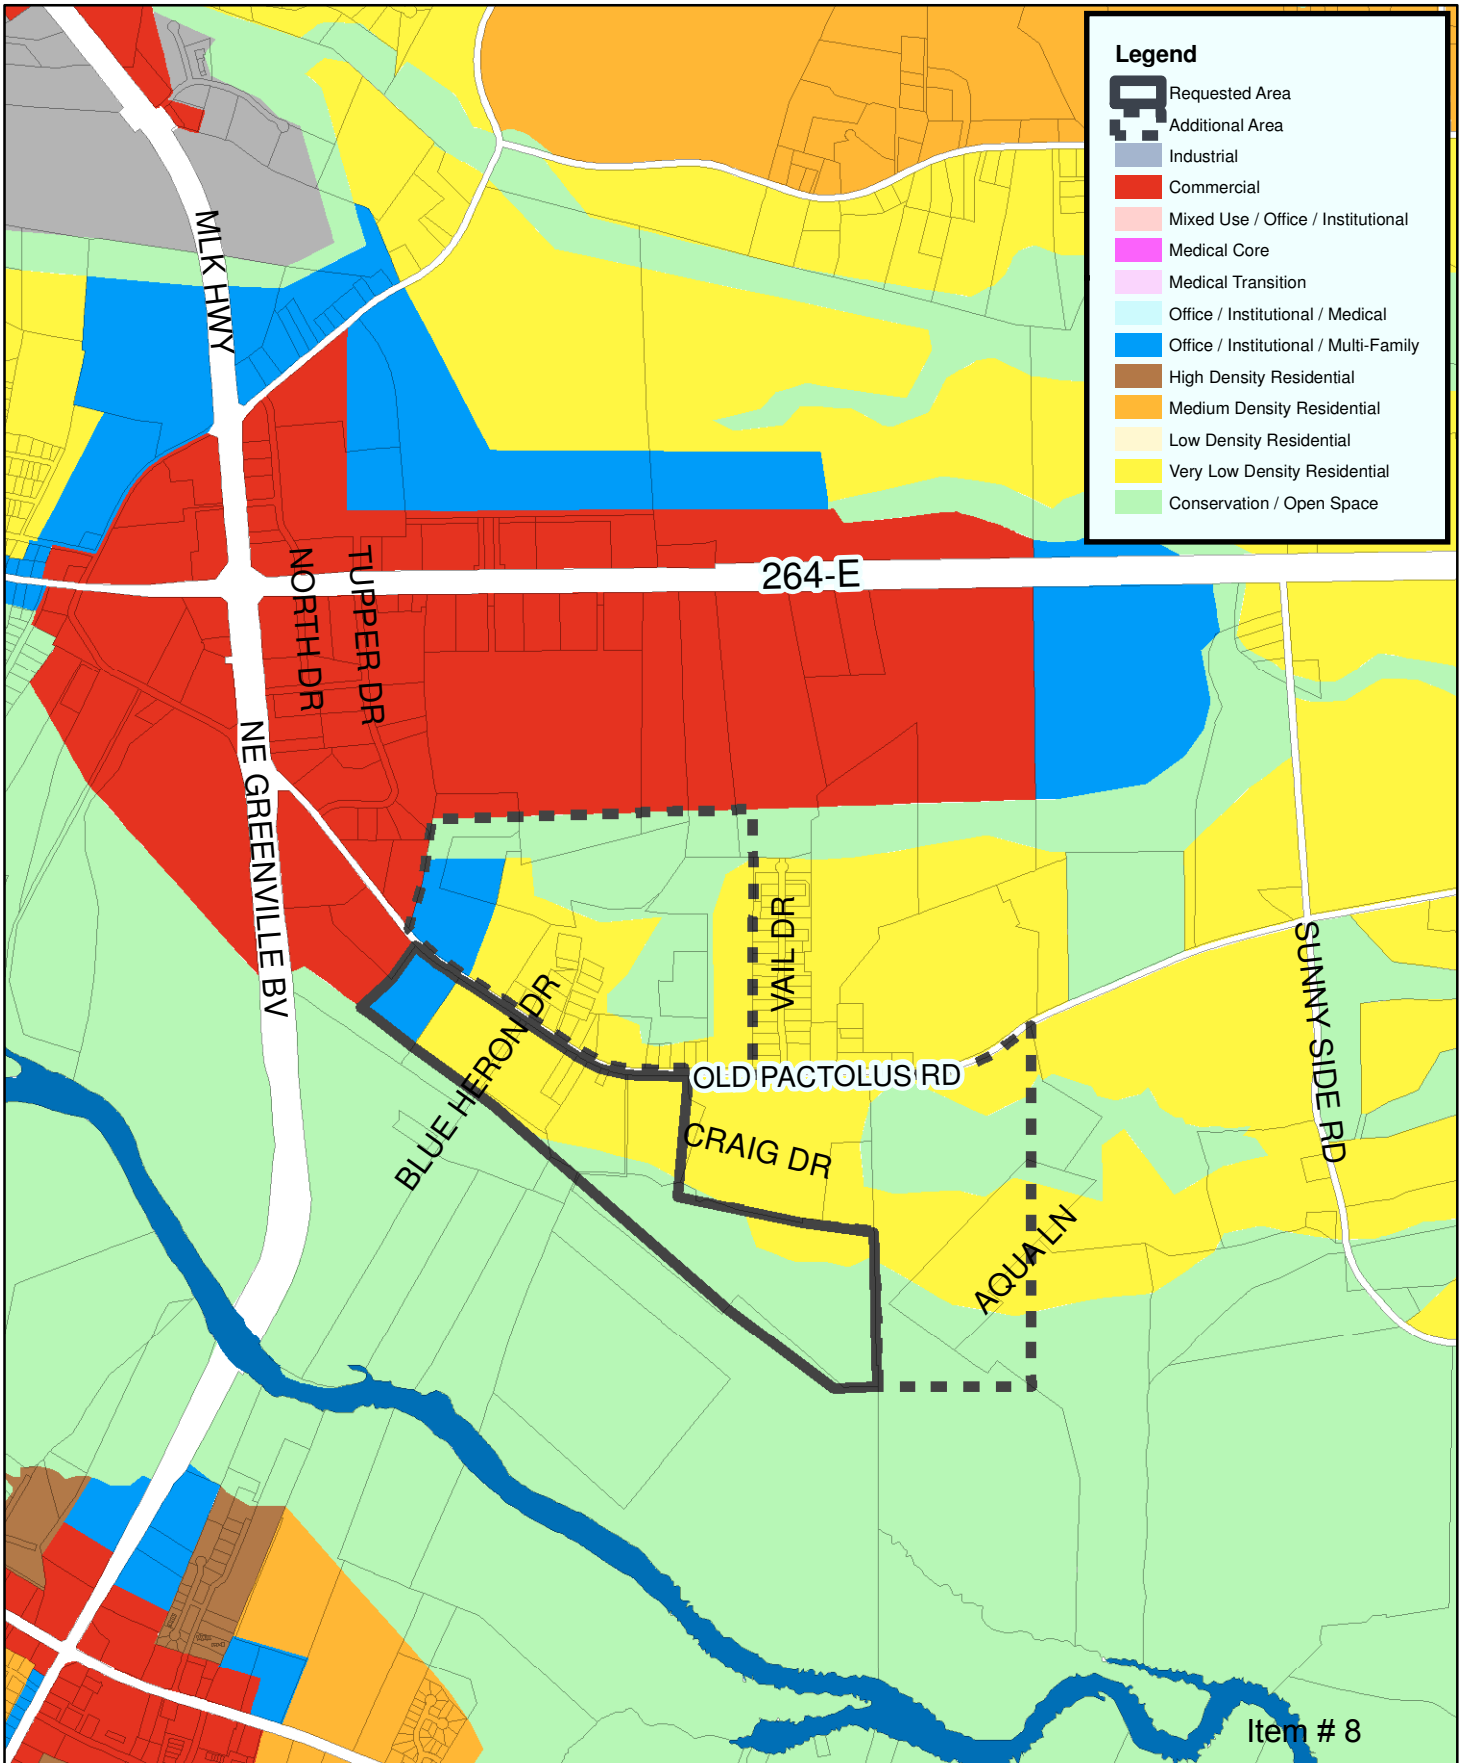 Legend
Requested Area
Additional Area
Industrial
Commercial
Mixed Use / Office / Institutional
Medical Core
Medical Transition
Office / Institutional / Medical
Office / Institutional / Multi-Family
High Density Residential
Medium Density Residential
Low Density Residential
Very Low Density Residential
Conservation / Open Space
MLK HWY
264-E
NORTH DR
TUPPER DR
NE GREENVILLE BV
VAIL DR
BLUE HERON DR
OLD PACTOLUS RD
CRAIG DR
SUNNY SIDE RD
AQUA LN
Item # 8